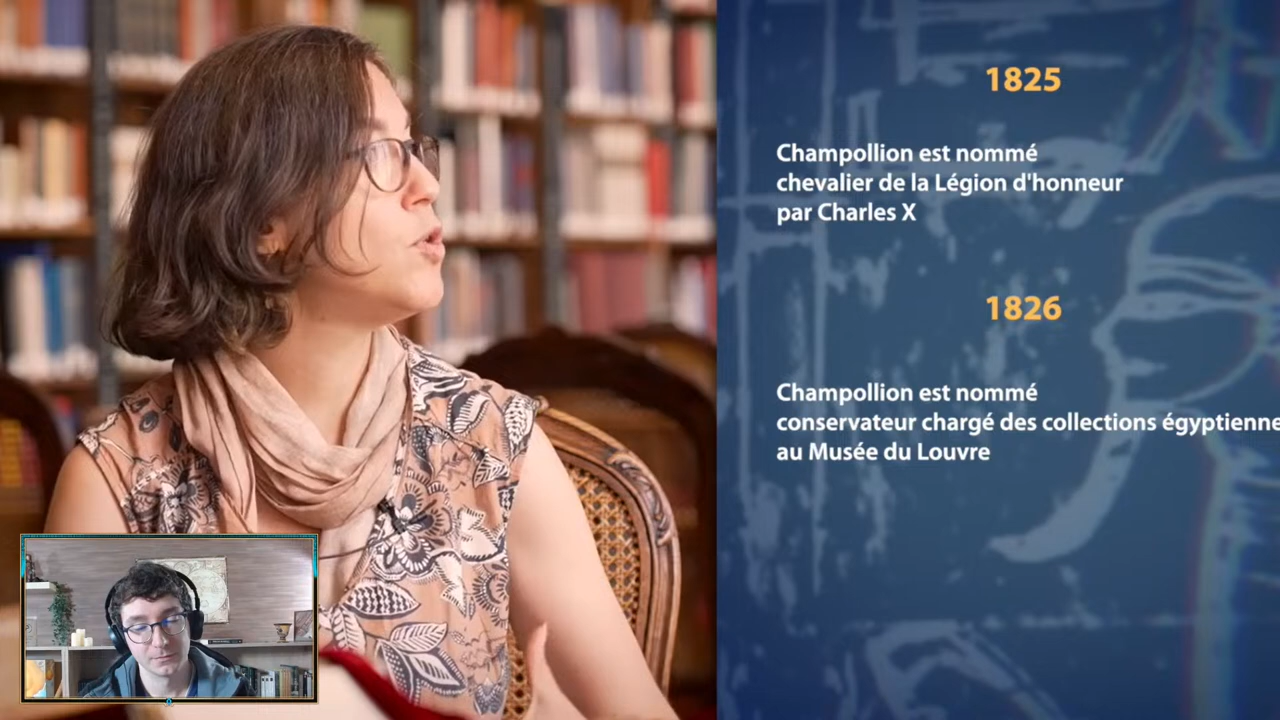 1825
Champollion est nommé
chevalier de la Légion d'honneur
par Charles X
1826
Champollion est nommé
conservateur chargé des collections égyptienne
au Musée du Louvre